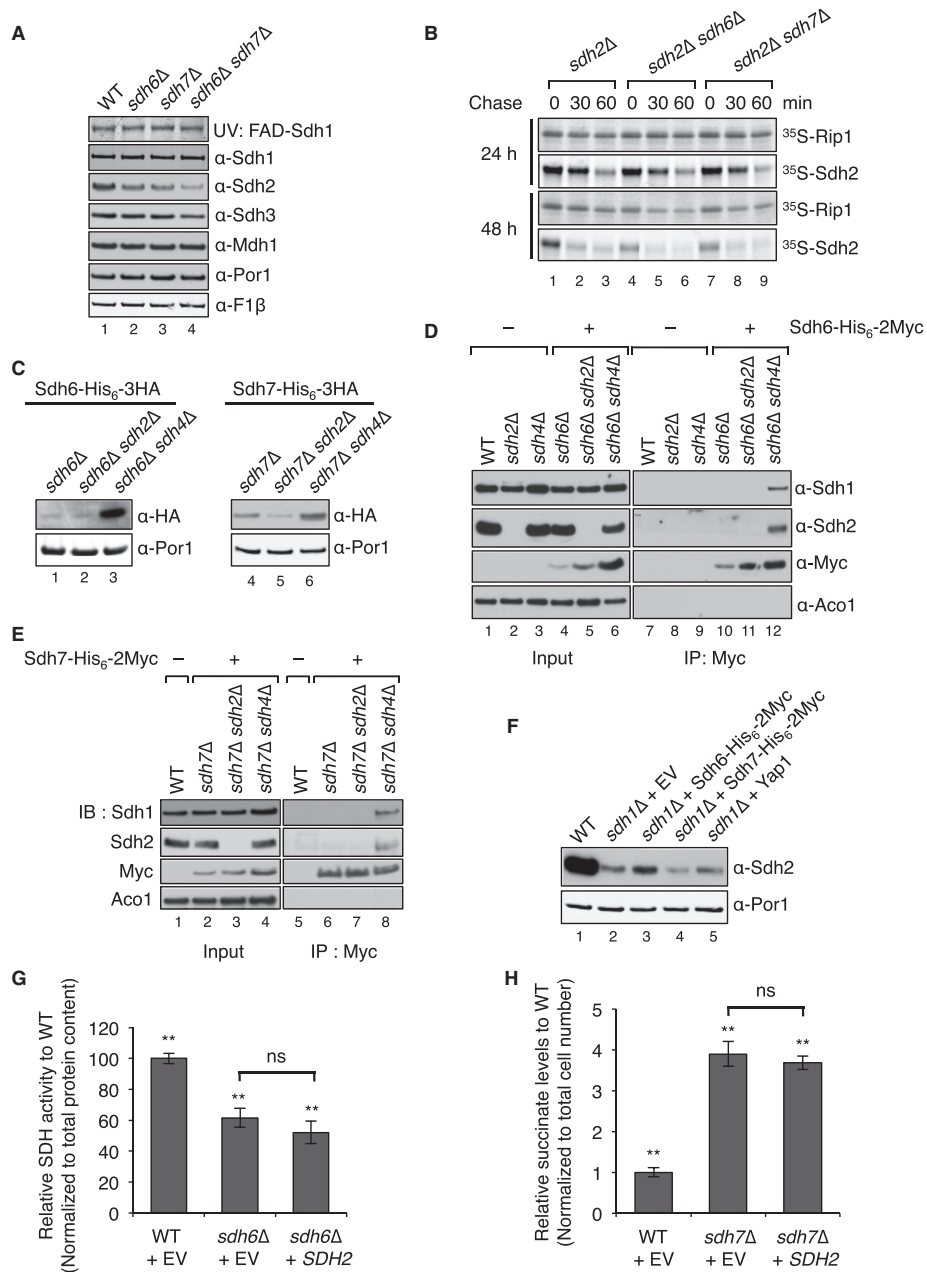 A
WT sdh6Δ sdh7Δ sdh6Δ sdh7Δ
UV: FAD-Sdh1
α-Sdh1
α-Sdh2
α-Sdh3
α-Mdh1
α-Por1
α-F1β
1 2 3 4
B
sdh2Δ sdh2Δ sdh6Δ sdh2Δ sdh7Δ
Chase 0 30 60 0 30 60 0 30 60 min
24 h
³⁵S-Rip1
³⁵S-Sdh2
48 h
³⁵S-Rip1
³⁵S-Sdh2
1 2 3 4 5 6 7 8 9
C
Sdh6-His₆-3HA Sdh7-His₆-3HA
sdh6Δ sdh6Δ sdh2Δ sdh6Δ sdh4Δ sdh7Δ sdh7Δ sdh2Δ sdh7Δ sdh4Δ
α-HA α-HA
α-Por1 α-Por1
1 2 3 4 5 6
D
– + – + Sdh6-His₆-2Myc
WT sdh2Δ sdh4Δ sdh6Δ sdh6Δ sdh2Δ sdh6Δ sdh4Δ WT sdh2Δ sdh4Δ sdh6Δ sdh6Δ sdh2Δ sdh6Δ sdh4Δ
α-Sdh1
α-Sdh2
α-Myc
α-Aco1
1 2 3 4 5 6 7 8 9 10 11 12
Input IP: Myc
E
Sdh7-His₆-2Myc – + – +
WT sdh7Δ sdh7Δ sdh2Δ sdh7Δ sdh4Δ WT sdh7Δ sdh7Δ sdh2Δ sdh7Δ sdh4Δ
IB : Sdh1
Sdh2
Myc
Aco1
1 2 3 4 5 6 7 8
Input IP : Myc
F
WT sdh1Δ + EV sdh1Δ + Sdh6-His₆-2Myc sdh1Δ + Sdh7-His₆-2Myc sdh1Δ + Yap1
α-Sdh2
α-Por1
1 2 3 4 5
G
Relative SDH activity to WT
(Normalized to total protein content)
120
100
80
60
40
20
0
** ** **
ns
WT + EV
sdh6Δ + EV
sdh6Δ + SDH2
H
Relative succinate levels to WT
(Normalized to total cell number)
5
4
3
2
1
0
** ** **
ns
WT + EV
sdh7Δ + EV
sdh7Δ + SDH2